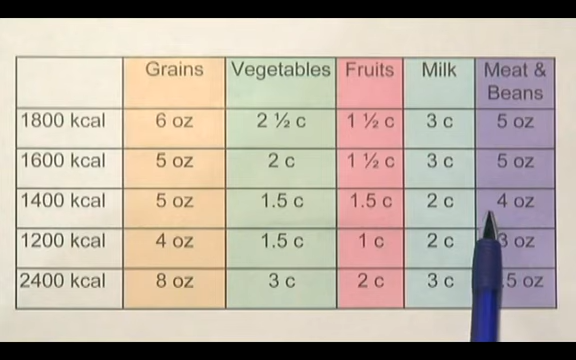 Grains Vegetables Fruits Milk Meat &
Beans
1800 kcal 6 oz 2 ½ c 1 ½ c 3 c 5 oz
1600 kcal 5 oz 2 c 1 ½ c 3 c 5 oz
1400 kcal 5 oz 1.5 c 1.5 c 2 c 4 oz
1200 kcal 4 oz 1.5 c 1 c 2 c 3 oz
2400 kcal 8 oz 3 c 2 c 3 c .5 oz